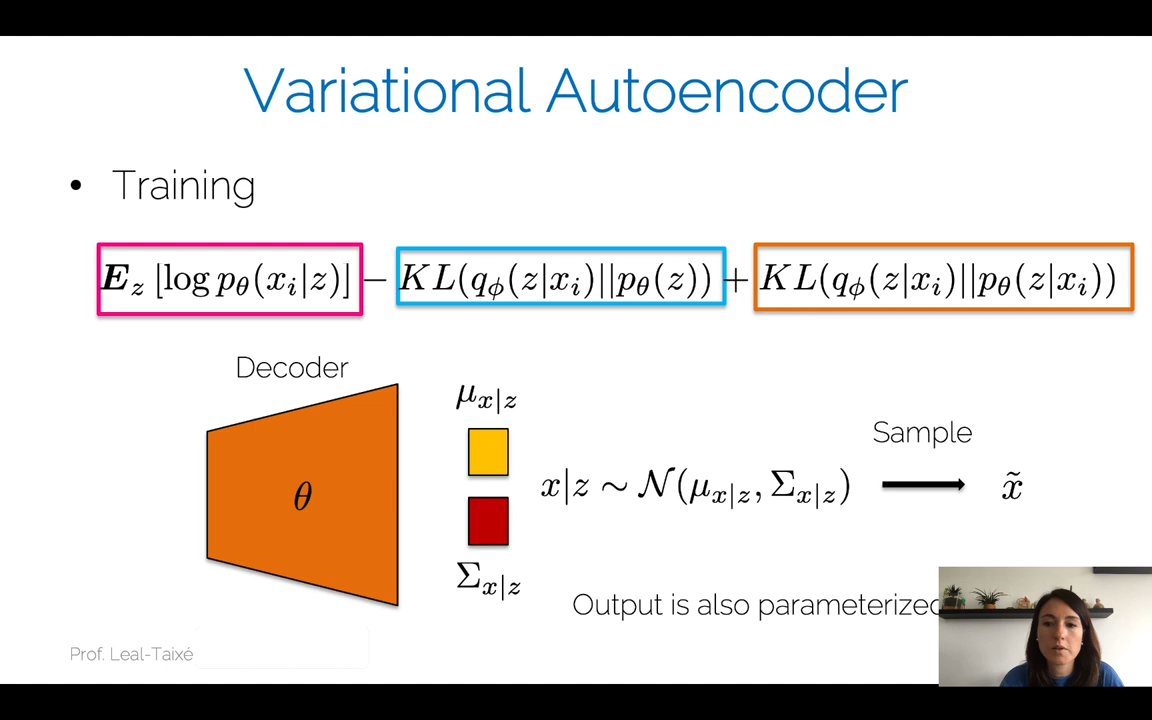 Variational Autoencoder
• Training
E_z [log p_θ(x_i|z)] − KL(q_ϕ(z|x_i)||p_θ(z)) + KL(q_ϕ(z|x_i)||p_θ(z|x_i))
Decoder
μ_{x|z}
Sample
θ
x|z ∼ 𝒩(μ_{x|z}, Σ_{x|z})
x̃
Σ_{x|z}
Output is also parameterized
Prof. Leal-Taixé